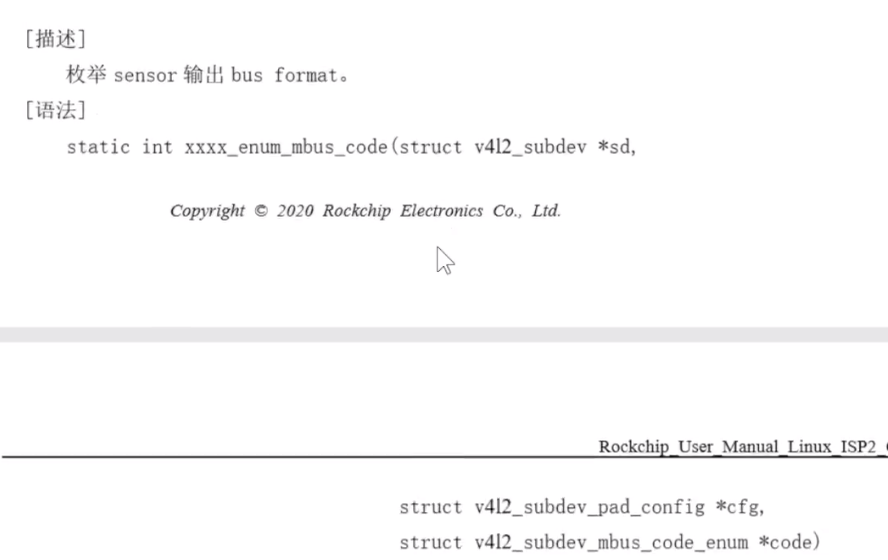 [描述]
枚举 sensor 输出 bus format。
[语法]
static int xxxx_enum_mbus_code(struct v4l2_subdev *sd,
Copyright © 2020 Rockchip Electronics Co., Ltd.
Rockchip_User_Manual_Linux_ISP2_
struct v4l2_subdev_pad_config *cfg,
struct v4l2_subdev_mbus_code_enum *code)